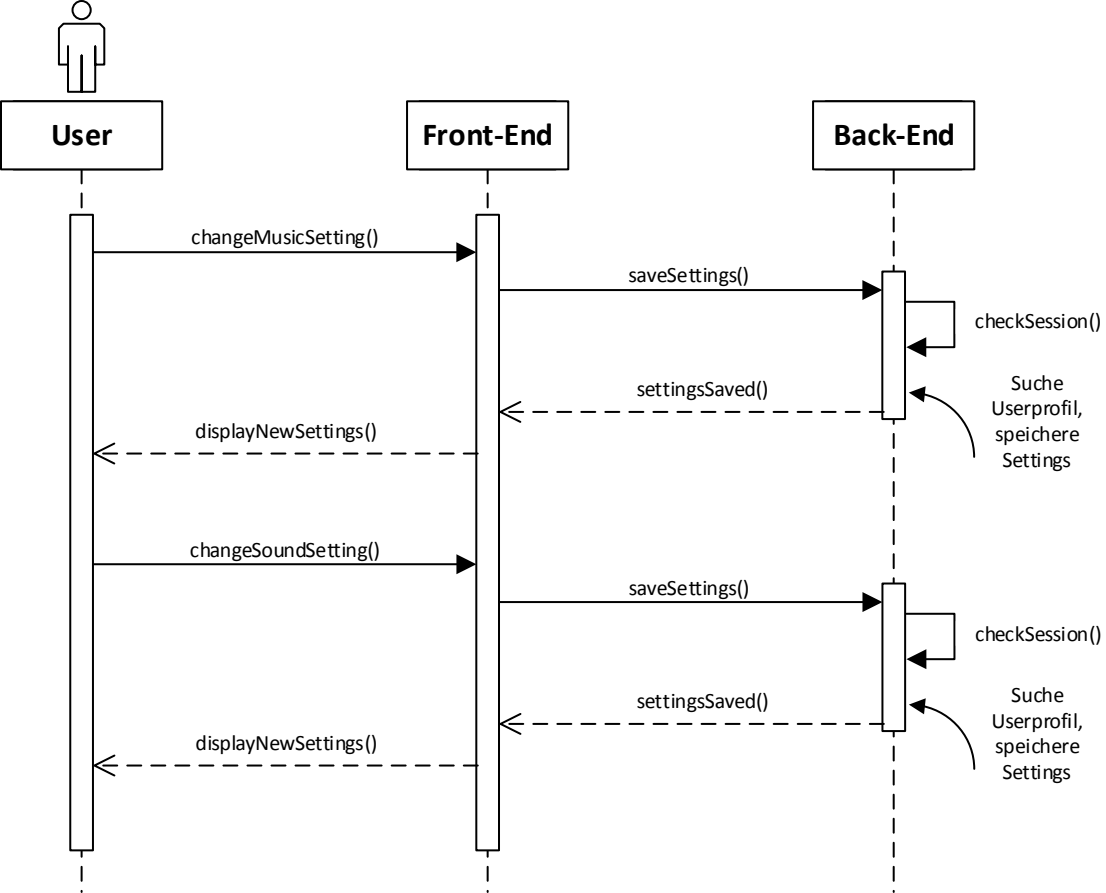 User
Front-End
Back-End
changeMusicSetting()
saveSettings()
checkSession()
Suche
Userprofil,
speichere
Settings
settingsSaved()
displayNewSettings()
changeSoundSetting()
saveSettings()
checkSession()
Suche
Userprofil,
speichere
Settings
settingsSaved()
displayNewSettings()